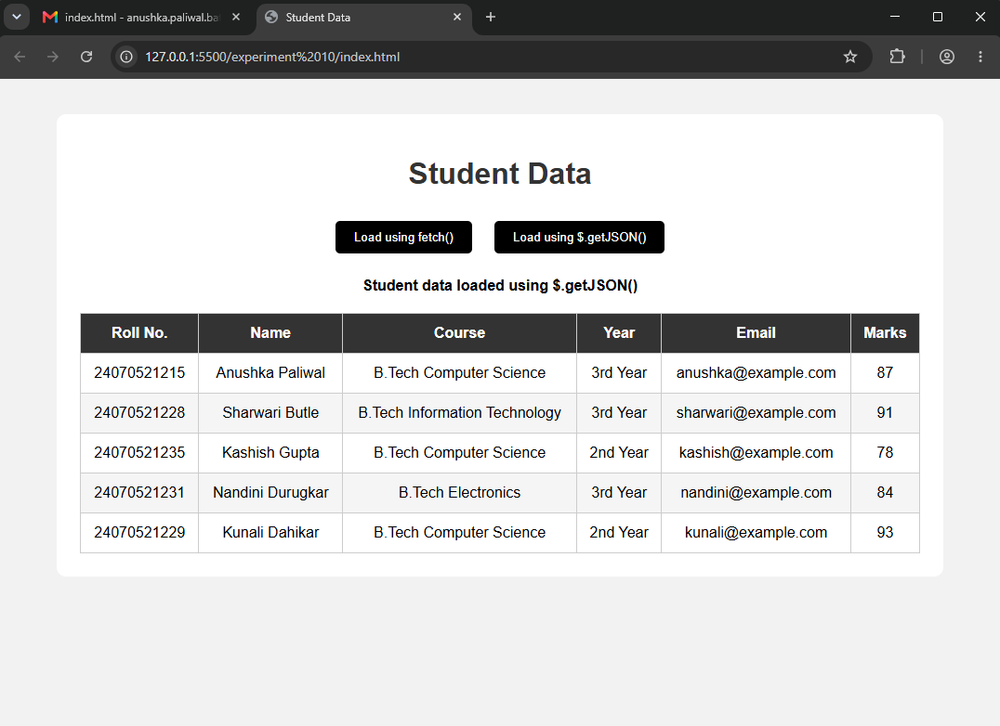 index.html - anushka.paliwal.ba
Student Data
127.0.0.1:5500/experiment%2010/index.html
Student Data
Load using fetch() Load using $.getJSON()
Student data loaded using $.getJSON()
Roll No. Name Course Year Email Marks
24070521215 Anushka Paliwal B.Tech Computer Science 3rd Year anushka@example.com 87
24070521228 Sharwari Butle B.Tech Information Technology 3rd Year sharwari@example.com 91
24070521235 Kashish Gupta B.Tech Computer Science 2nd Year kashish@example.com 78
24070521231 Nandini Durugkar B.Tech Electronics 3rd Year nandini@example.com 84
24070521229 Kunali Dahikar B.Tech Computer Science 2nd Year kunali@example.com 93